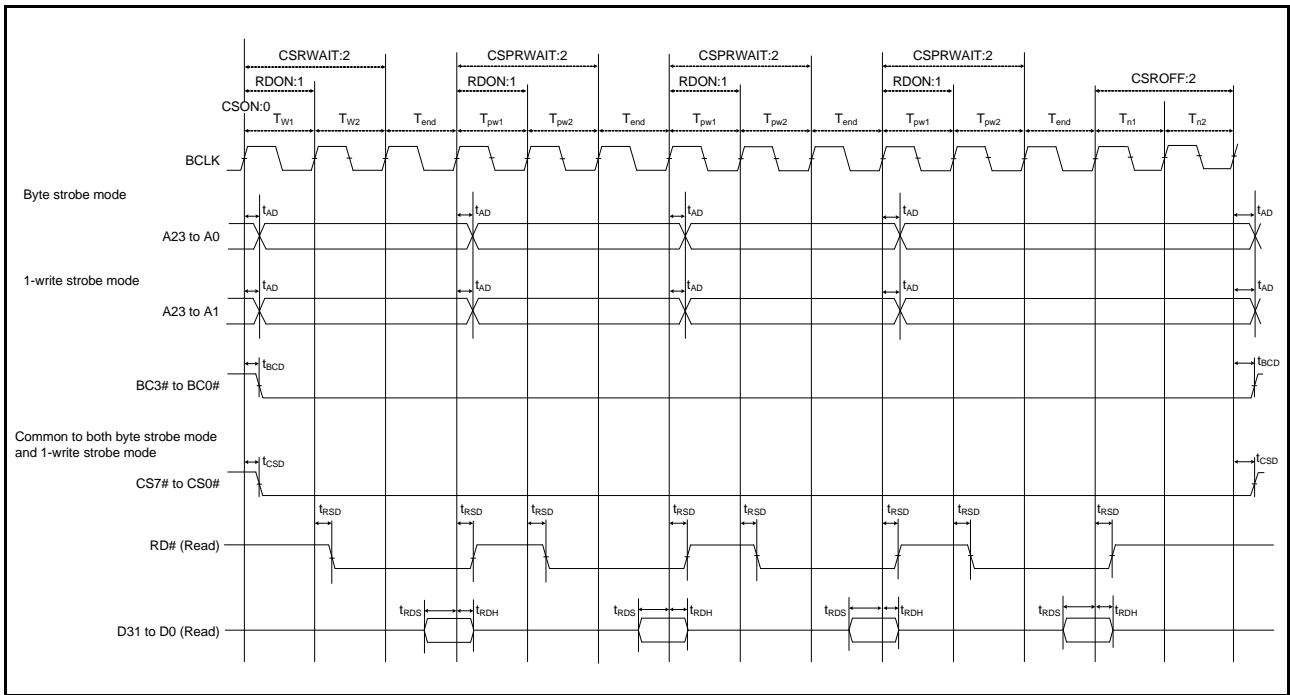 CSRWAIT:2 CSPRWAIT:2 CSPRWAIT:2 CSPRWAIT:2
RDON:1 RDON:1 RDON:1 RDON:1 CSROFF:2
CSON:0
TW1 TW2 Tend Tpw1 Tpw2 Tend Tpw1 Tpw2 Tend Tpw1 Tpw2 Tend Tn1 Tn2
BCLK
Byte strobe mode
tAD tAD tAD tAD tAD
A23 to A0
1-write strobe mode
tAD tAD tAD tAD tAD
A23 to A1
tBCD tBCD
BC3# to BC0#
Common to both byte strobe mode
and 1-write strobe mode
tCSD tCSD
CS7# to CS0#
tRSD tRSD tRSD tRSD tRSD tRSD tRSD tRSD
RD# (Read)
tRDS tRDH tRDS tRDH tRDS tRDH tRDS tRDH
D31 to D0 (Read)